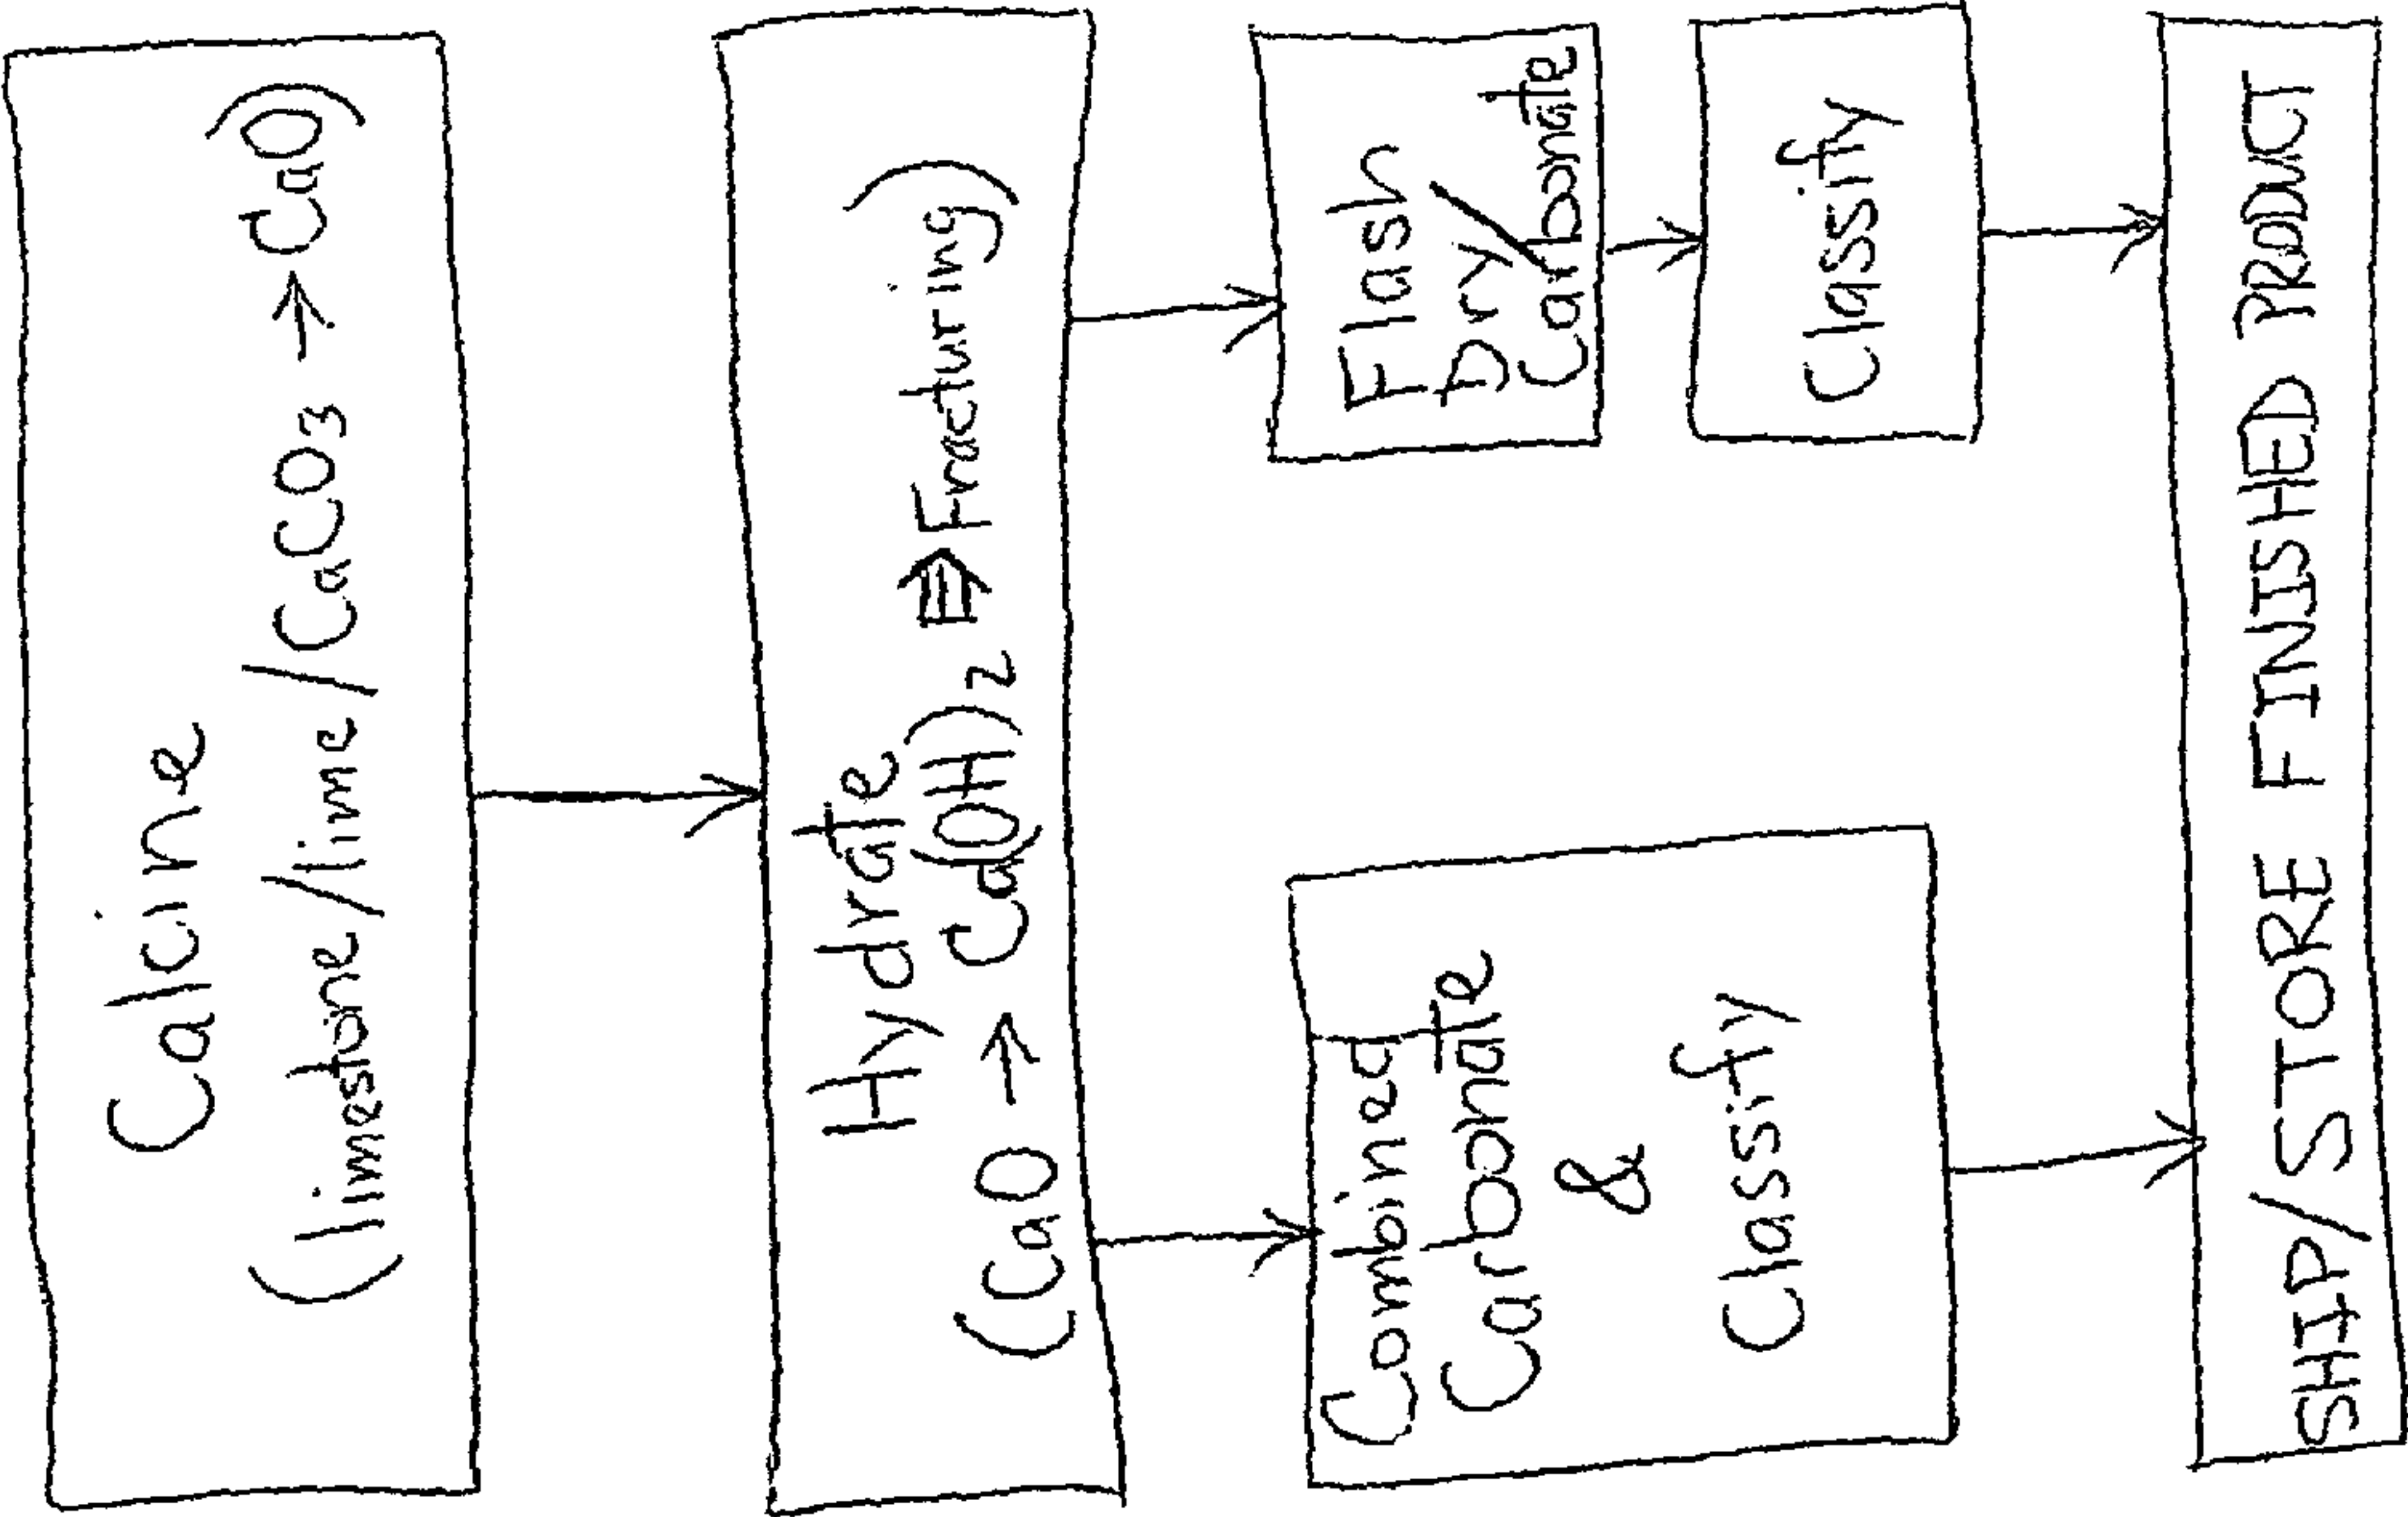 Calcine
(limestone/lime/CaCO3 → CaO)
Hydrate
(CaO → Ca(OH)2 ⇒ Fracturing)
Combined
Carbonate
&
Classify
Flash
Dry/
Carbonate
Classify
SHIP/STORE FINISHED PRODUCT